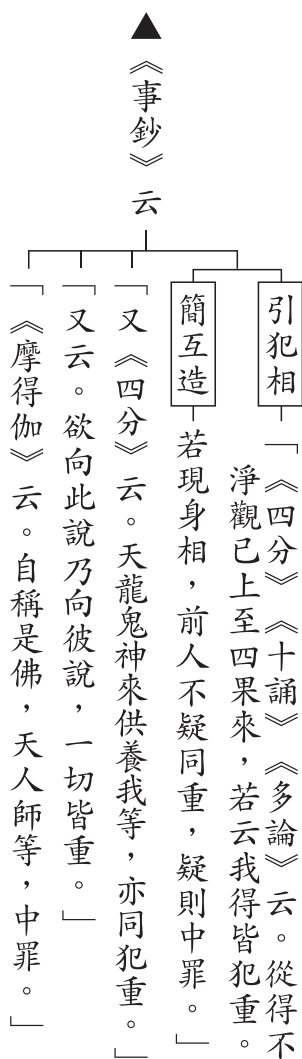 ▲《事鈔》云
引犯相
「《四分》《十誦》《多論》云。從得不
淨觀已上至四果來，若云我得皆犯重。
簡互造
若現身相，前人不疑同重，疑則中罪。」
「又《四分》云。天龍鬼神來供養我等，亦同犯重。」
「又云。欲向此說乃向彼說，一切皆重。」
「《摩得伽》云。自稱是佛，天人師等，中罪。」